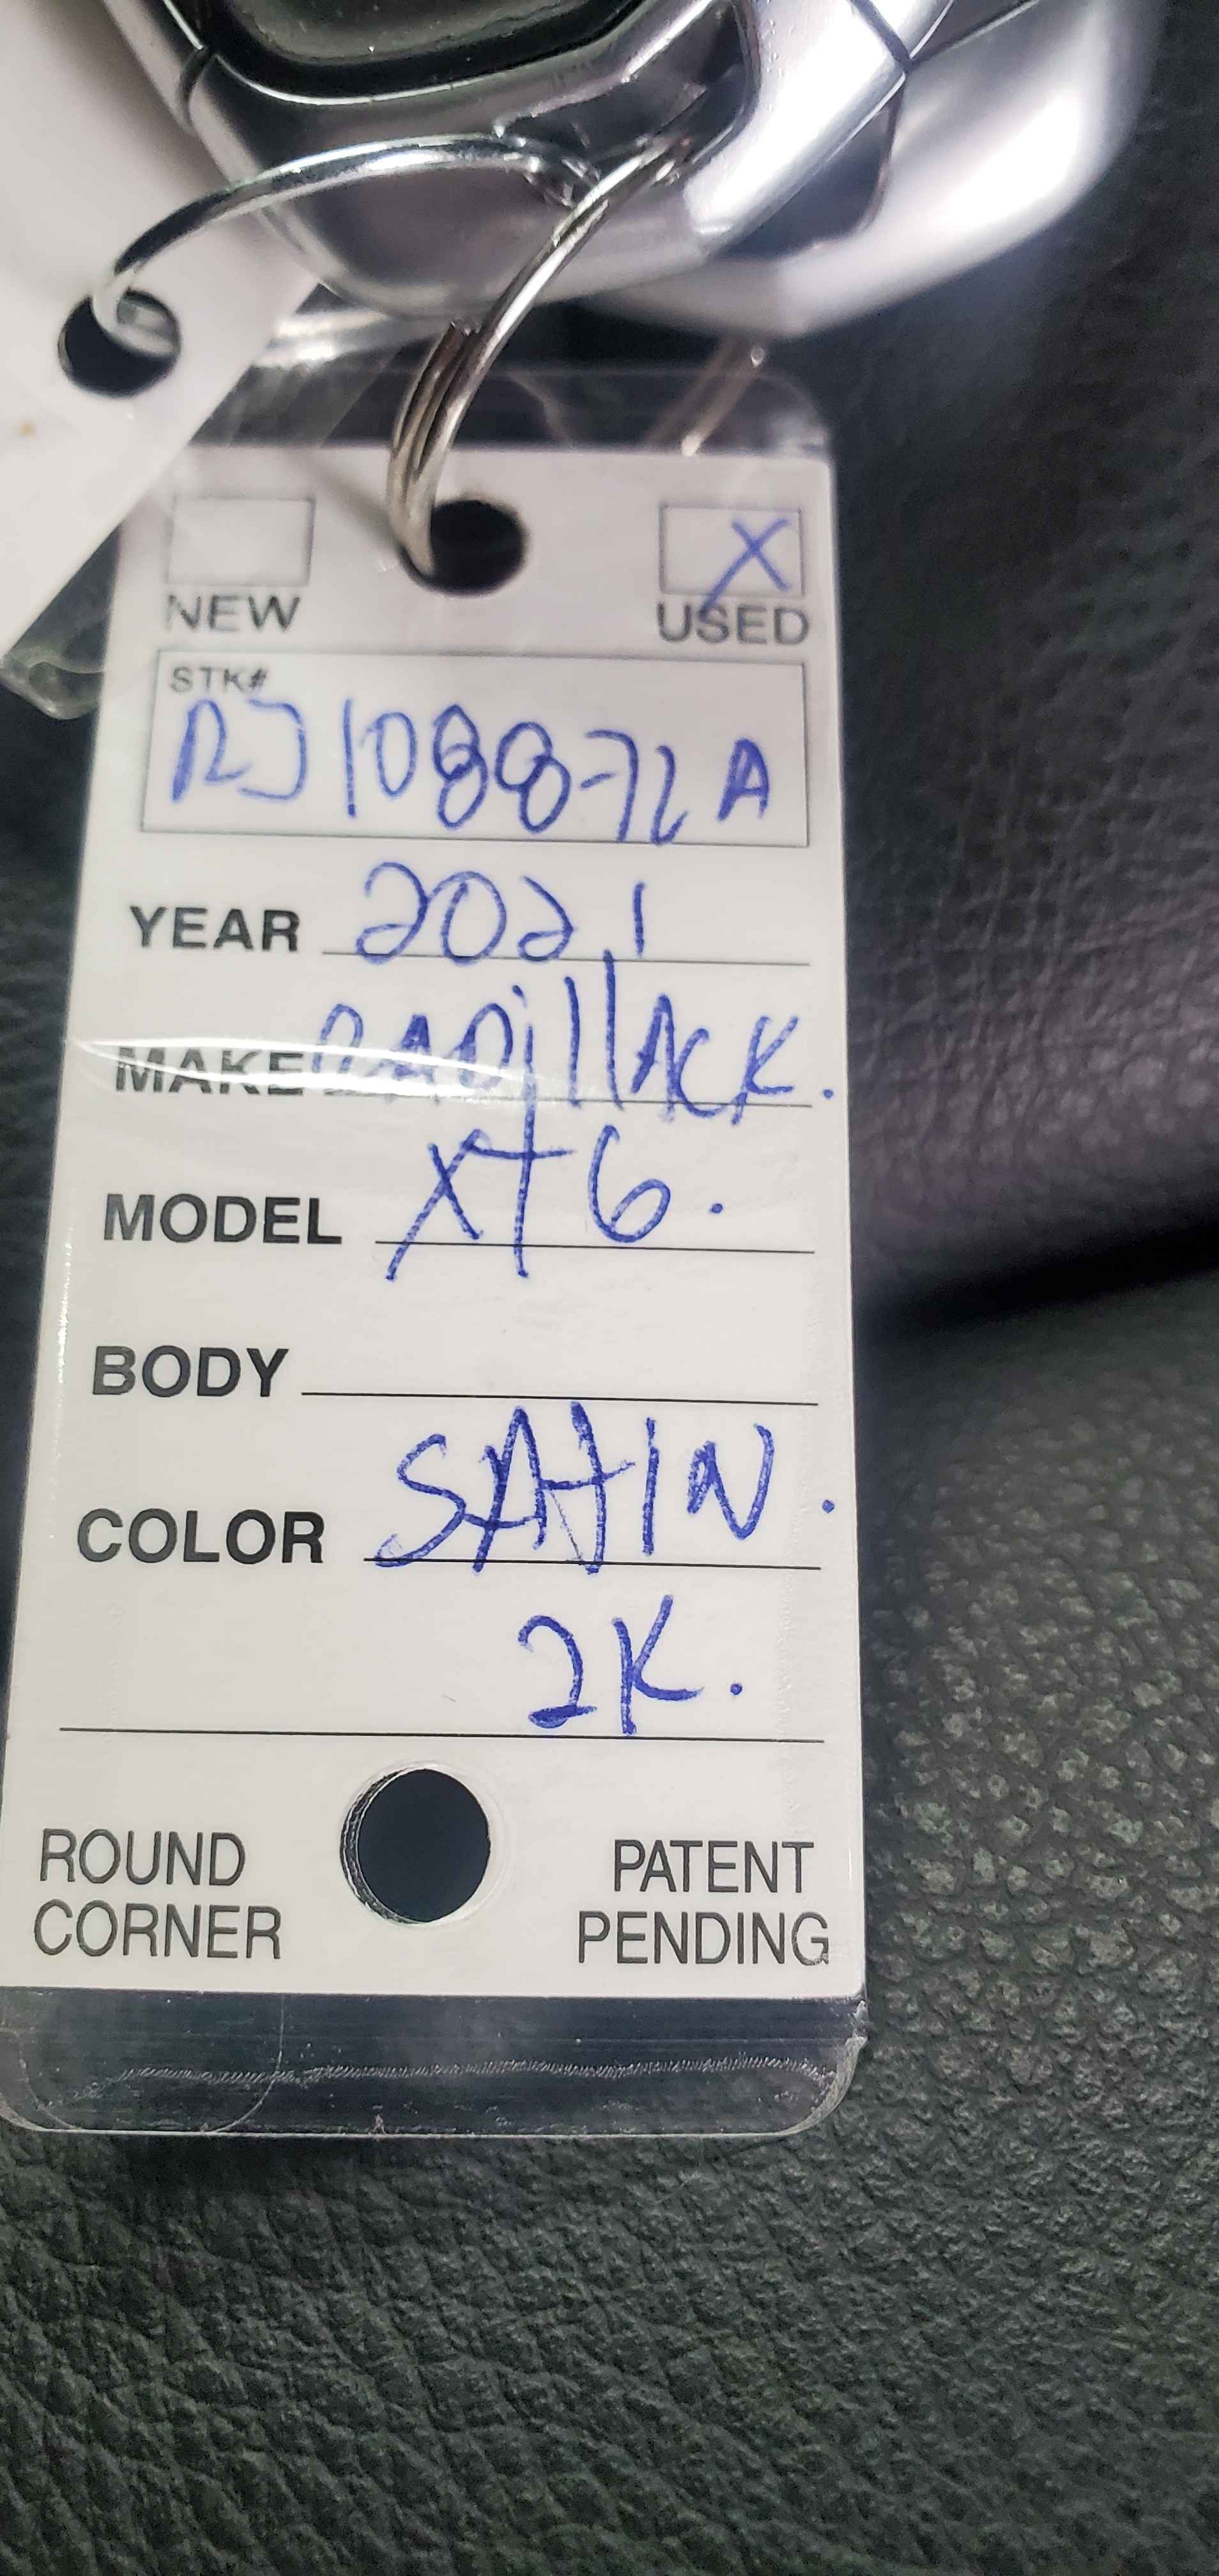 NEW USED
X
STK#
RJ108872A
YEAR 2021
MAKE CADillACK.
MODEL Xt6.
BODY
COLOR SAtIN.
2K.
ROUND PATENT
CORNER PENDING